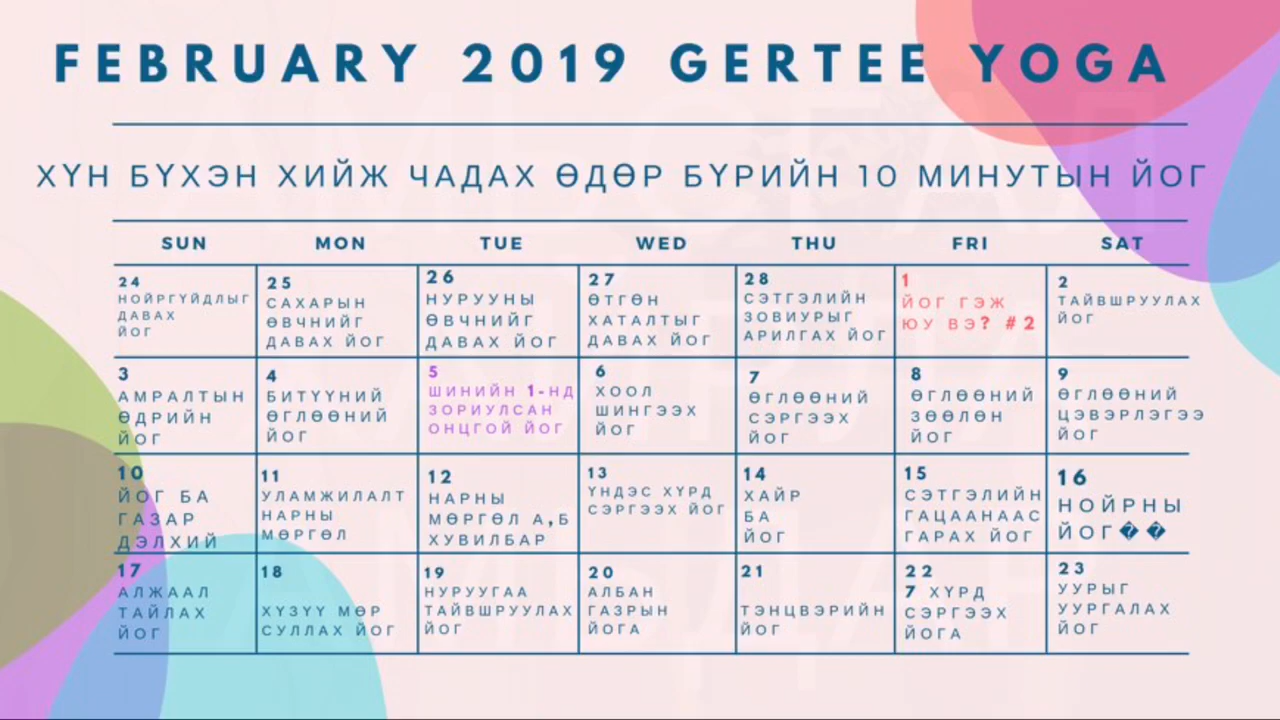 FEBRUARY 2019 GERTEE YOGA
ХҮН БҮХЭН ХИЙЖ ЧАДАХ ӨДӨР БҮРИЙН 10 МИНУТЫН ЙОГ
SUN MON TUE WED THU FRI SAT
24
НОЙРГҮЙДЛЫГ
ДАВАХ
ЙОГ
25
САХАРЫН
ӨВЧНИЙГ
ДАВАХ ЙОГ
26
НУРУУНЫ
ӨВЧНИЙГ
ДАВАХ ЙОГ
27
ӨТГӨН
ХАТАЛТЫГ
ДАВАХ ЙОГ
28
СЭТГЭЛИЙН
ЗОВИУРЫГ
АРИЛГАХ ЙОГ
1
ЙОГ ГЭЖ
ЮУ ВЭ? #2
2
ТАЙВШРУУЛАХ
ЙОГ
3
АМРАЛТЫН
ӨДРИЙН
ЙОГ
4
БИТҮҮНИЙ
ӨГЛӨӨНИЙ
ЙОГ
5
ШИНИЙН 1-НД
ЗОРИУЛСАН
ОНЦГОЙ ЙОГ
6
ХООЛ
ШИНГЭЭХ
ЙОГ
7
ӨГЛӨӨНИЙ
СЭРГЭЭХ
ЙОГ
8
ӨГЛӨӨНИЙ
ЗӨӨЛӨН
ЙОГ
9
ӨГЛӨӨНИЙ
ЦЭВЭРЛЭГЭЭ
ЙОГ
10
ЙОГ БА
ГАЗАР
ДЭЛХИЙ
11
УЛАМЖИЛАЛТ
НАРНЫ
МӨРГӨЛ
12
НАРНЫ
МӨРГӨЛ А,Б
ХУВИЛБАР
13
ҮНДЭС ХҮРД
СЭРГЭЭХ ЙОГ
14
ХАЙР
БА
ЙОГ
15
СЭТГЭЛИЙН
ГАЦААНААС
ГАРАХ ЙОГ
16
НОЙРНЫ
ЙОГ��
17
АЛЖААЛ
ТАЙЛАХ
ЙОГ
18
ХҮЗҮҮ МӨР
СУЛЛАХ ЙОГ
19
НУРУУГАА
ТАЙВШРУУЛАХ
ЙОГ
20
АЛБАН
ГАЗРЫН
ЙОГА
21
ТЭНЦВЭРИЙН
ЙОГ
22
7 ХҮРД
СЭРГЭЭХ
ЙОГА
23
УУРЫГ
УУРГАЛАХ
ЙОГ